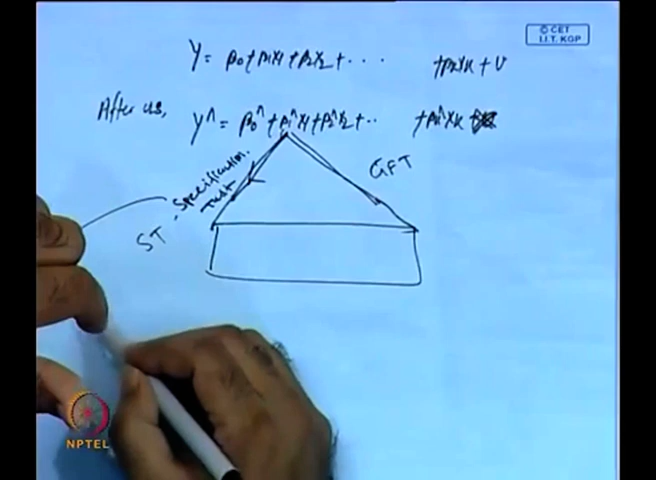 © CET
I.I.T. KGP
Y = β0 + β1X1 + β2X2 + · · · + βkXk + U
After us, Y^ = β0^ + β1^X1 + β2^X2 + · · + βk^Xk
ST - Specification Test
GFT
NPTEL